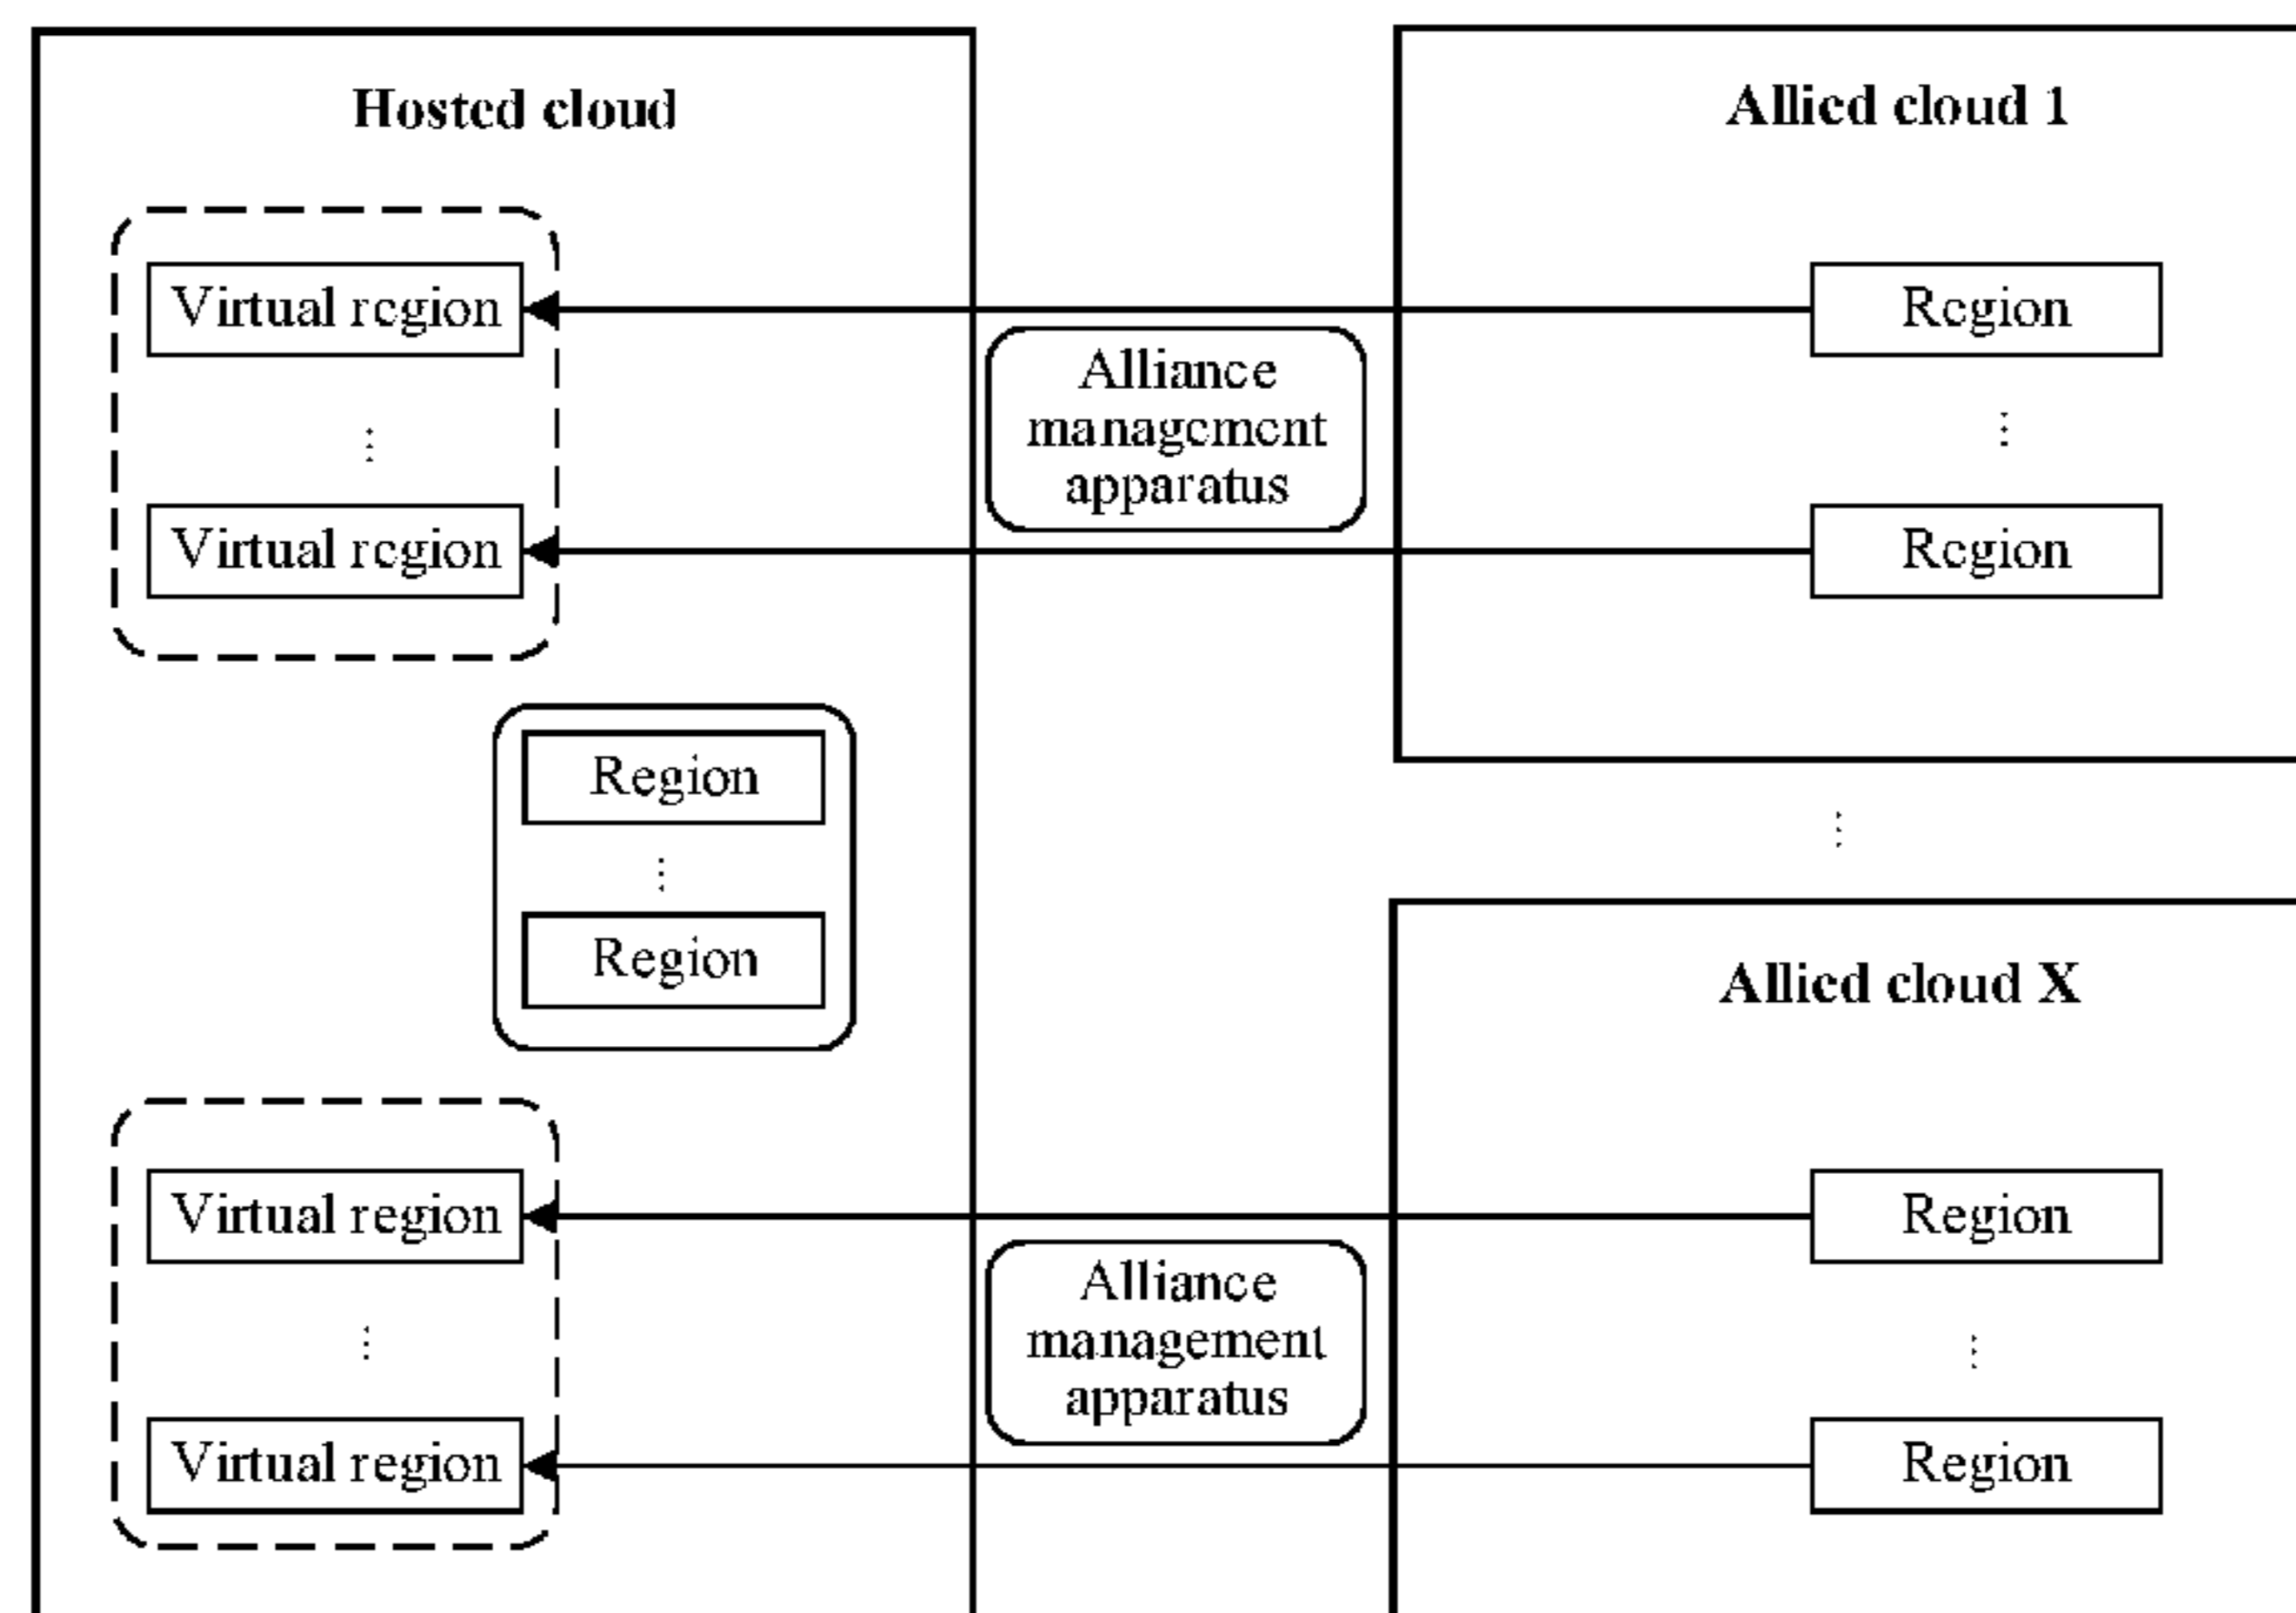 Hosted cloud
Virtual region
⋮
Virtual region
Region
⋮
Region
Virtual region
⋮
Virtual region
Alliance
management
apparatus
Alliance
management
apparatus
Allied cloud 1
Region
⋮
Region
⋮
Allied cloud X
Region
⋮
Region